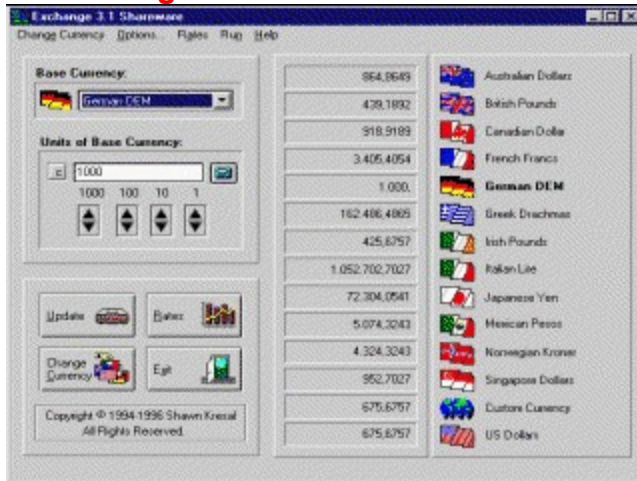 Exchange 3.1 Shareware
Change Currency Options... Rates Run Help
Base Currency:
German DEM
Units of Base Currency:
c 1000
1000 100 10 1
Update Rates
Change Currency Exit
Copyright © 1994-1996 Shawn Kresal
All Rights Reserved.
864,8649 Australian Dollars
439,1892 British Pounds
918,9189 Canadian Dollar
3.405,4054 French Francs
1.000, German DEM
162.486,4865 Greek Drachmas
425,6757 Irish Pounds
1.052.702,7027 Italian Lire
72.304,0541 Japanese Yen
5.074,3243 Mexican Pesos
4.324,3243 Norwegian Kroner
952,7027 Singapore Dollars
675,6757 Custom Currency
675,6757 US Dollars